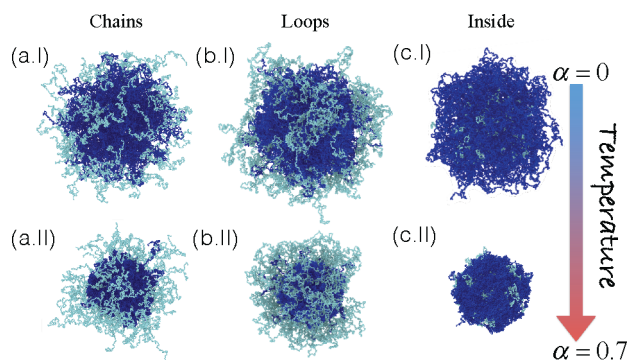 Chains Loops Inside
(a.I) (b.I) (c.I) α=0
Temperature
(a.II) (b.II) (c.II)
α=0.7